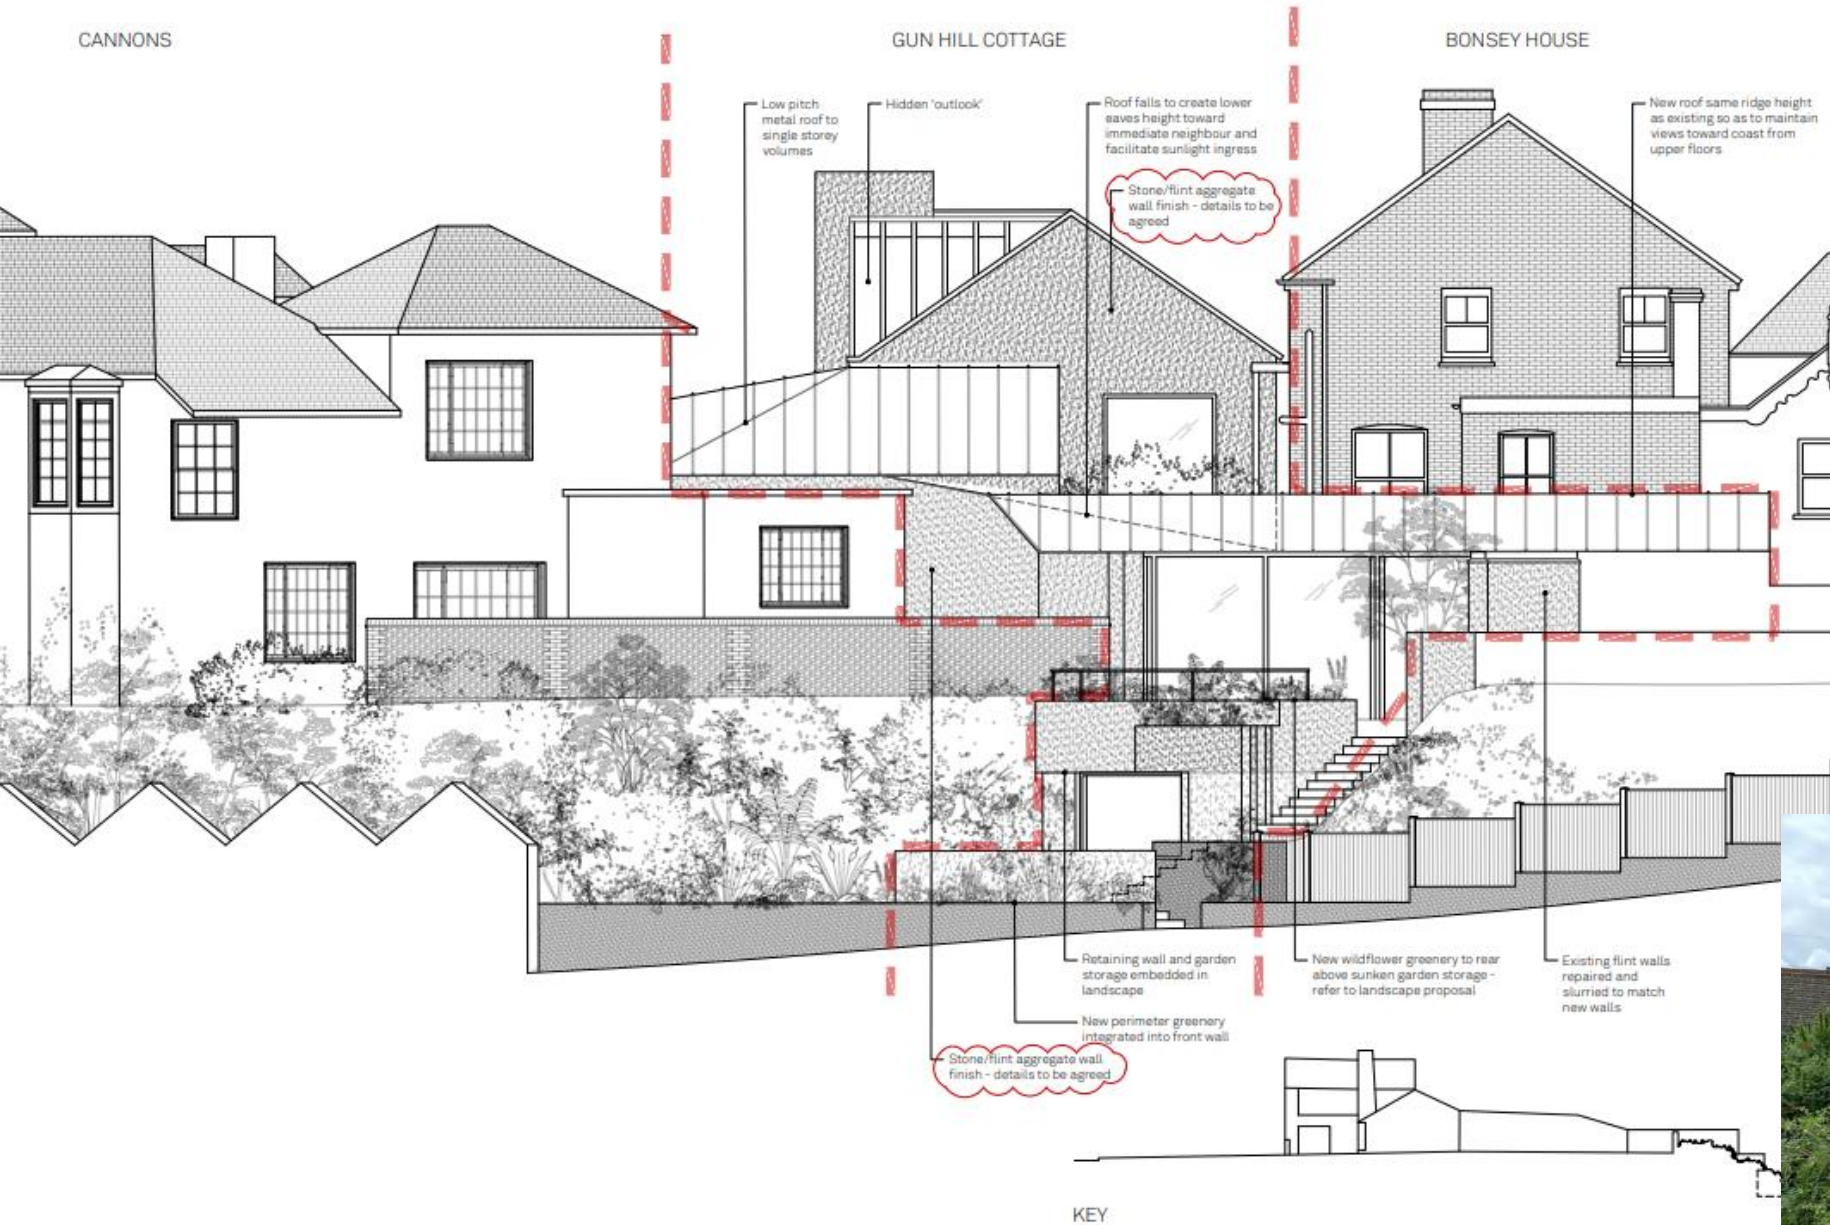 CANNONS
GUN HILL COTTAGE
BONSEY HOUSE
Low pitch
metal roof to
single storey
volumes
Hidden 'outlook'
Roof falls to create lower
eaves height toward
immediate neighbour and
facilitate sunlight ingress
Stone/flint aggregate
wall finish - details to be
agreed
New roof same ridge height
as existing so as to maintain
views toward coast from
upper floors
Retaining wall and garden
storage embedded in
landscape
New perimeter greenery
integrated into front wall
Stone/flint aggregate wall
finish - details to be agreed
New wildflower greenery to rear
above sunken garden storage -
refer to landscape proposal
Existing flint walls
repaired and
slurried to match
new walls
KEY